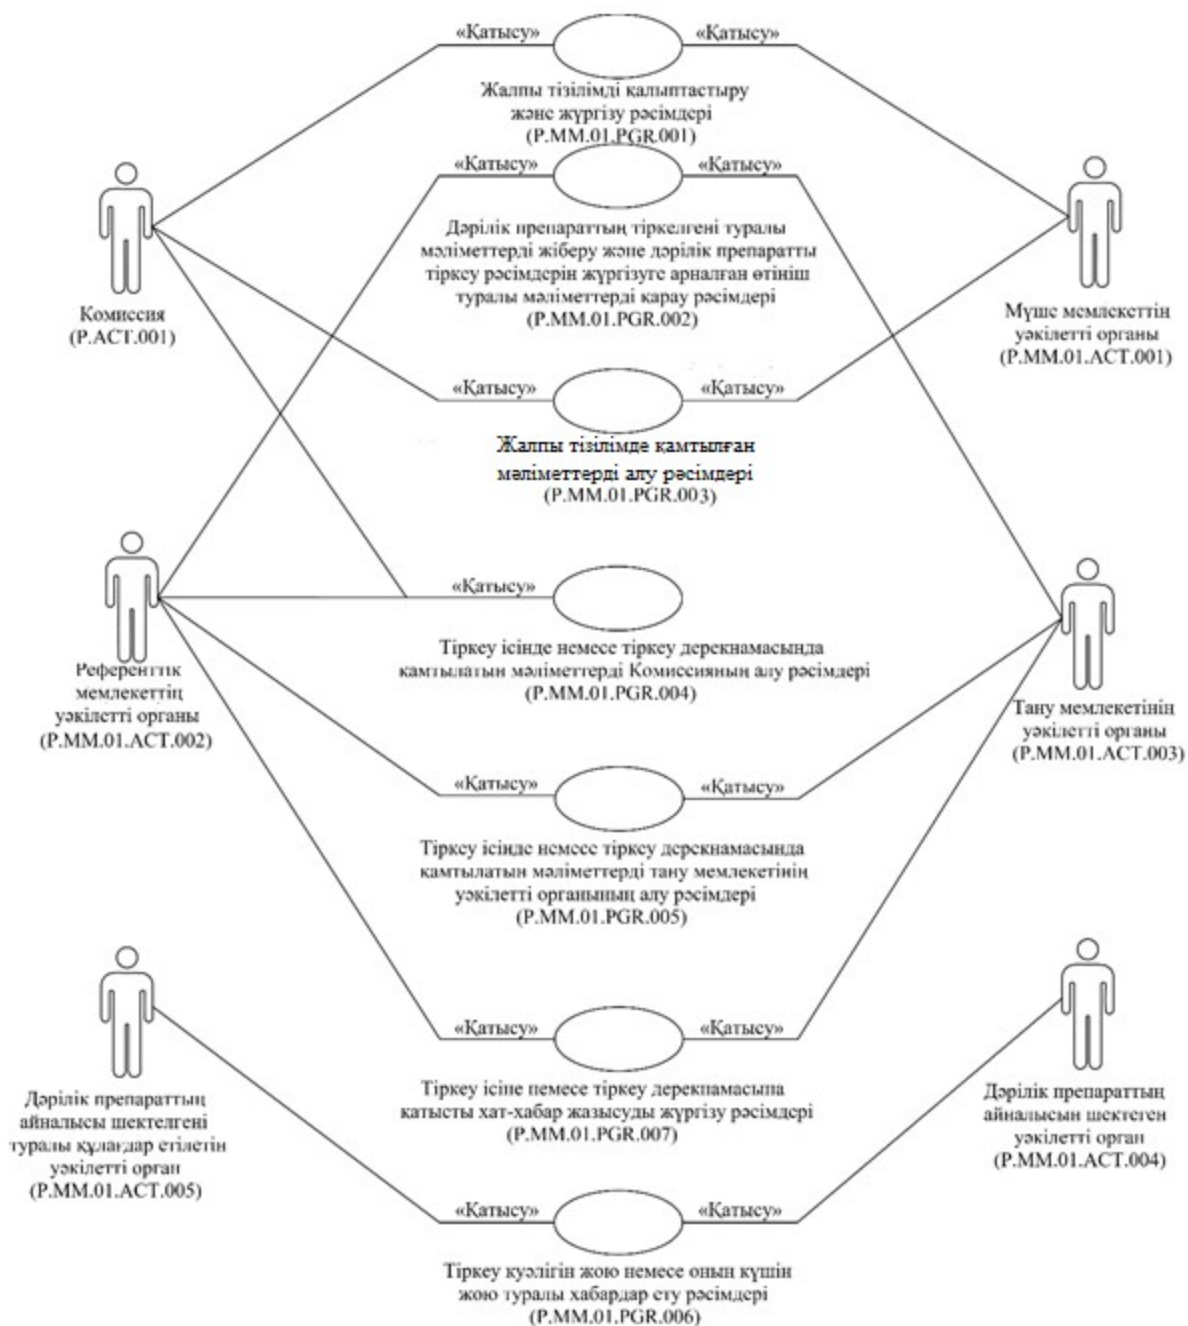 «Қатысу» «Қатысу»
Жалпы тізілімді қалыптастыру
және жүргізу рәсімдері
(P.MM.01.PGR.001)
«Қатысу» «Қатысу»
Дәрілік препараттың тіркелгені туралы
мәліметтерді жіберу және дәрілік препаратты
тіркеу рәсімдерін жүргізуге арналған өтініш
туралы мәліметтерді қарау рәсімдері
(P.MM.01.PGR.002)
Комиссия
(P.ACT.001)
Мүше мемлекеттің
уәкілетті органы
(P.MM.01.ACT.001)
«Қатысу» «Қатысу»
Жалпы тізілімде қамтылған
мәліметтерді алу рәсімдері
(P.MM.01.PGR.003)
«Қатысу»
Тіркеу ісінде немесе тіркеу дерекнамасында
қамтылатын мәліметтерді Комиссияның алу рәсімдері
(P.MM.01.PGR.004)
Референттік
мемлекеттің
уәкілетті органы
(P.MM.01.ACT.002)
Тану мемлекетінің
уәкілетті органы
(P.MM.01.ACT.003)
«Қатысу» «Қатысу»
Тіркеу ісінде немесе тіркеу дерекнамасында
қамтылатын мәліметтерді тану мемлекетінің
уәкілетті органының алу рәсімдері
(P.MM.01.PGR.005)
«Қатысу» «Қатысу»
Тіркеу ісіне немесе тіркеу дерекнамасына
қатысты хат-хабар жазысуды жүргізу рәсімдері
(P.MM.01.PGR.007)
Дәрілік препараттың
айналысы шектелгені
туралы құлағдар етілетін
уәкілетті орган
(P.MM.01.ACT.005)
Дәрілік препараттың
айналысын шектеген
уәкілетті орган
(P.MM.01.ACT.004)
«Қатысу» «Қатысу»
Тіркеу куәлігін жою немесе оның күшін
жою туралы хабардар ету рәсімдері
(P.MM.01.PGR.006)